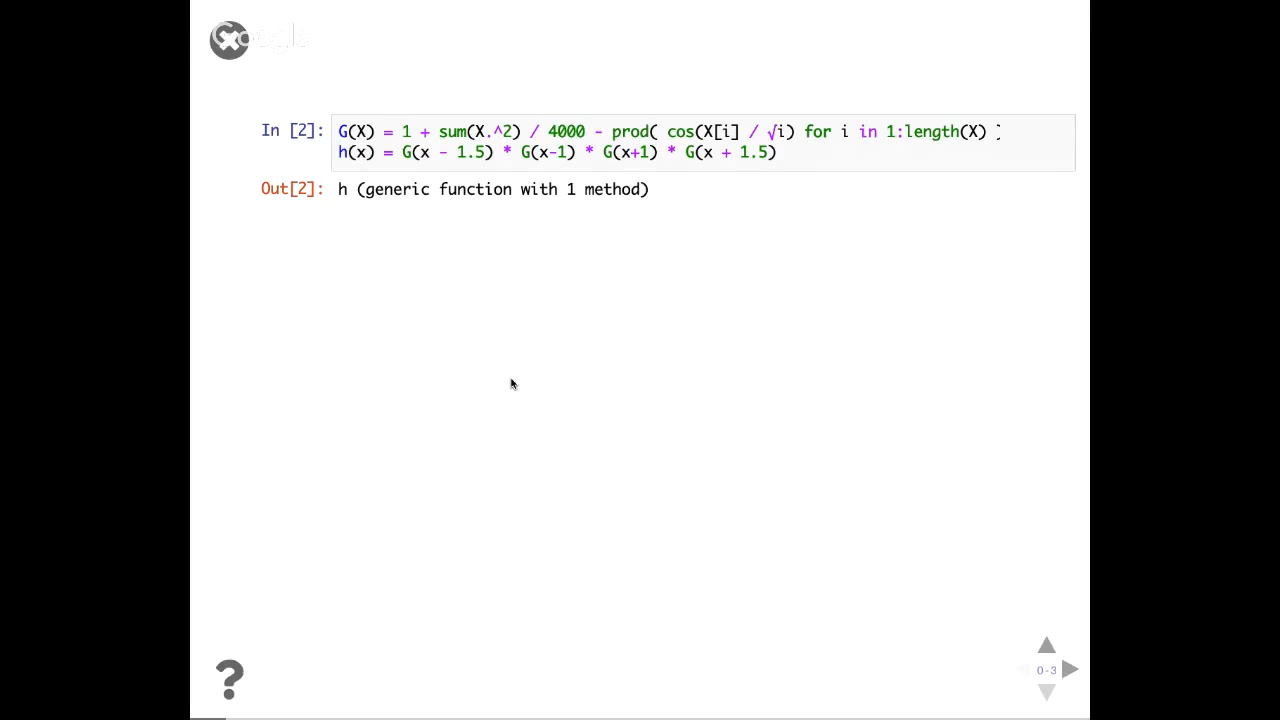 Google
In [2]: G(X) = 1 + sum(X.^2) / 4000 - prod( cos(X[i] / √i) for i in 1:length(X) )
h(x) = G(x - 1.5) * G(x-1) * G(x+1) * G(x + 1.5)
Out[2]: h (generic function with 1 method)
?
0-3